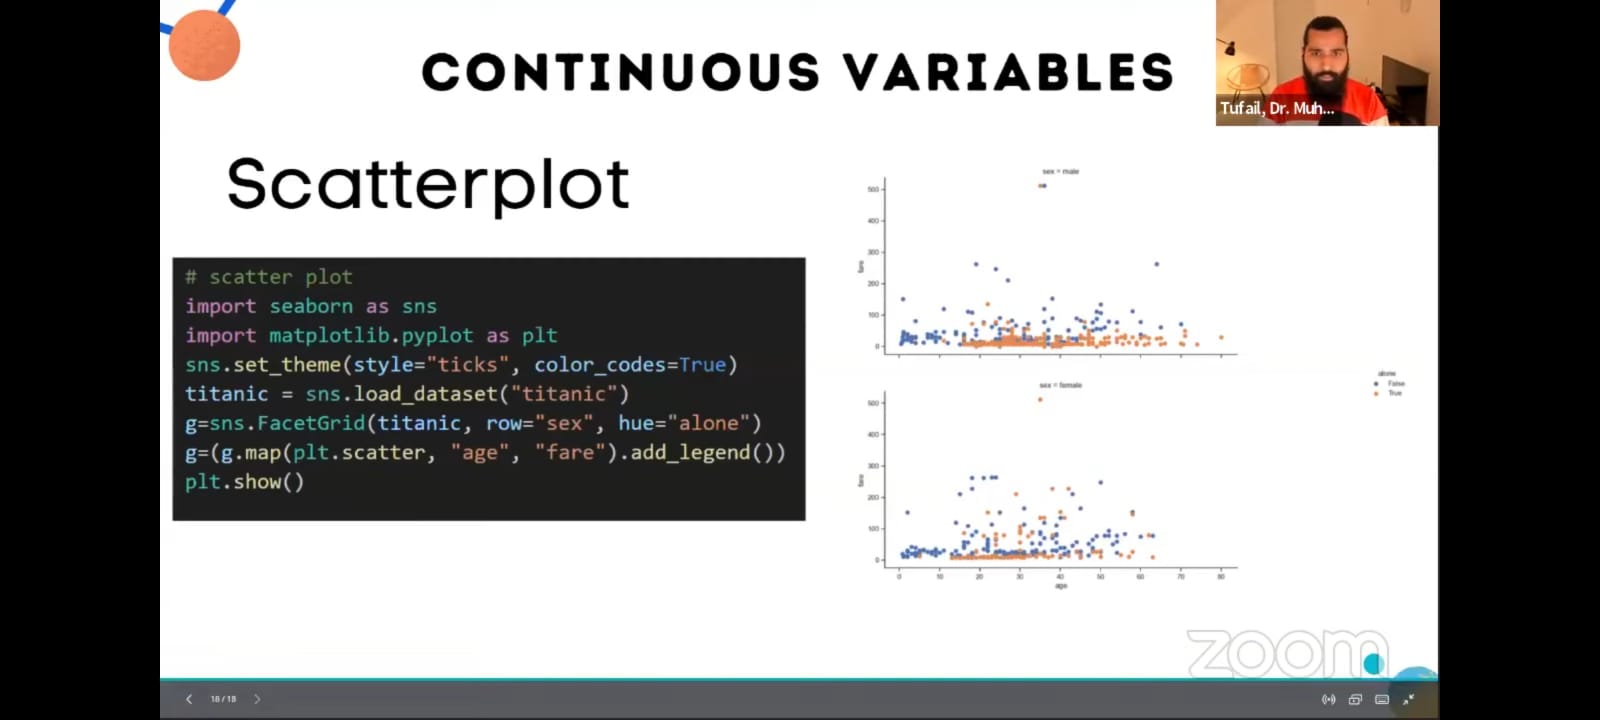 CONTINUOUS VARIABLES
Tufail, Dr. Muh...
Scatterplot
# scatter plot
import seaborn as sns
import matplotlib.pyplot as plt
sns.set_theme(style="ticks", color_codes=True)
titanic = sns.load_dataset("titanic")
g=sns.FacetGrid(titanic, row="sex", hue="alone")
g=(g.map(plt.scatter, "age", "fare").add_legend())
plt.show()
sex = male
500
400
300
200
100
0
fare
sex = female
500
400
300
200
100
0
fare
0 10 20 30 40 50 60 70 80
age
alone
False
True
zoom
18 / 18